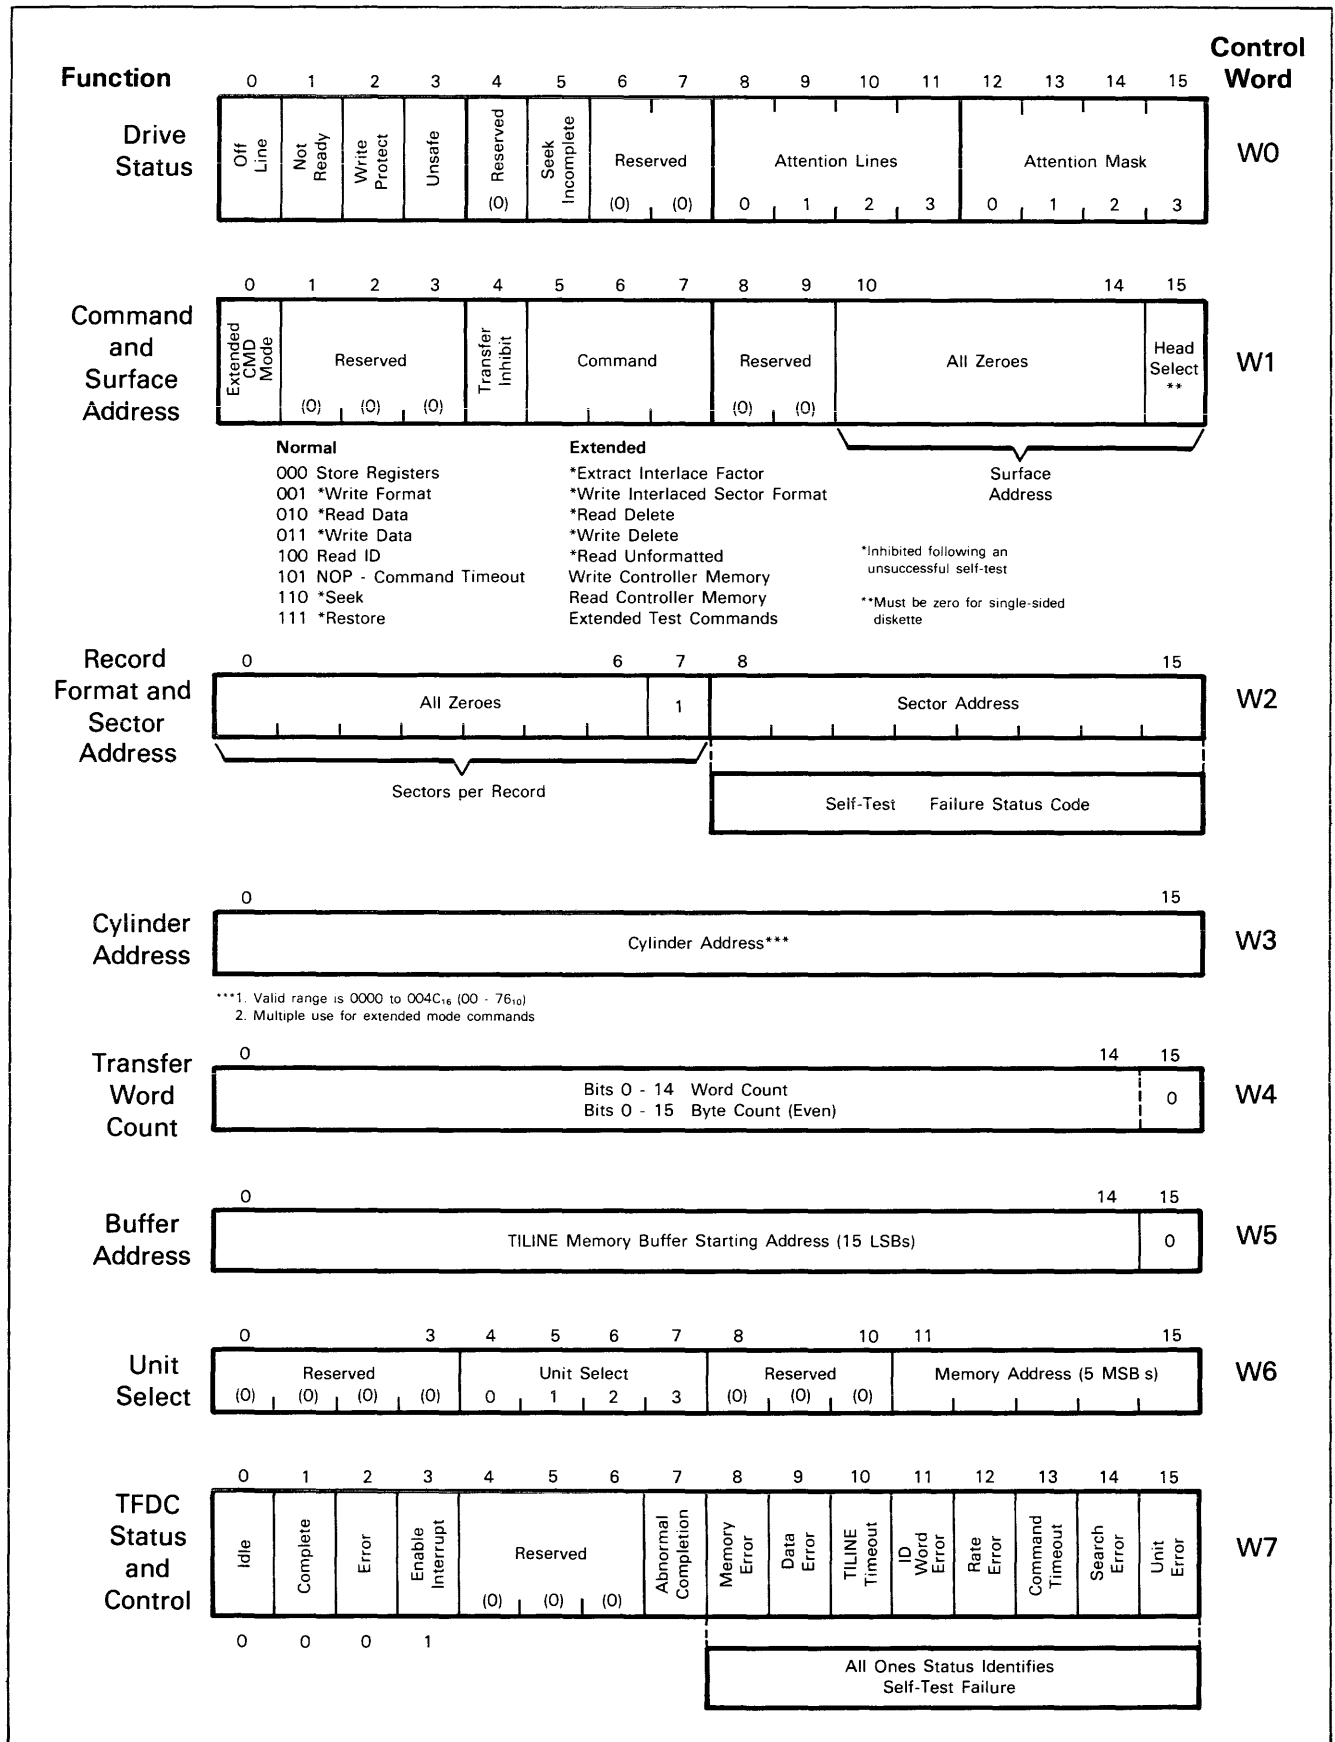 Function 0 1 2 3 4 5 6 7 8 9 10 11 12 13 14 15 Control Word
Drive Status
Off Line
Not Ready
Write Protect
Unsafe
Reserved (0)
Seek Incomplete
Reserved
(0) (0)
Attention Lines
0 1 2 3
Attention Mask
0 1 2 3
W0
0 1 2 3 4 5 6 7 8 9 10 14 15
Command and Surface Address
Extended CMD Mode
Reserved
(0) (0) (0)
Transfer Inhibit
Command
Reserved
(0) (0)
All Zeroes
Head Select **
W1
Surface Address
Normal Extended
000 Store Registers *Extract Interlace Factor
001 *Write Format *Write Interlaced Sector Format
010 *Read Data *Read Delete
011 *Write Data *Write Delete
100 Read ID *Read Unformatted
101 NOP - Command Timeout Write Controller Memory
110 *Seek Read Controller Memory
111 *Restore Extended Test Commands
*Inhibited following an
unsuccessful self-test
**Must be zero for single-sided
diskette
Record Format and Sector Address
0 6 7 8 15
All Zeroes 1 Sector Address
W2
Sectors per Record
Self-Test Failure Status Code
0 15
Cylinder Address
Cylinder Address***
W3
***1. Valid range is 0000 to 004C₁₆ (00 - 76₁₀)
2. Multiple use for extended mode commands
0 14 15
Transfer Word Count
Bits 0 - 14 Word Count
Bits 0 - 15 Byte Count (Even)
0
W4
0 14 15
Buffer Address
TILINE Memory Buffer Starting Address (15 LSBs)
0
W5
0 3 4 5 6 7 8 10 11 15
Unit Select
Reserved
(0) (0) (0) (0)
Unit Select
0 1 2 3
Reserved
(0) (0) (0)
Memory Address (5 MSB s)
W6
0 1 2 3 4 5 6 7 8 9 10 11 12 13 14 15
TFDC Status and Control
Idle
Complete
Error
Enable Interrupt
Reserved
(0) (0) (0)
Abnormal Completion
Memory Error
Data Error
TILINE Timeout
ID Word Error
Rate Error
Command Timeout
Search Error
Unit Error
W7
0 0 0 1
All Ones Status Identifies
Self-Test Failure